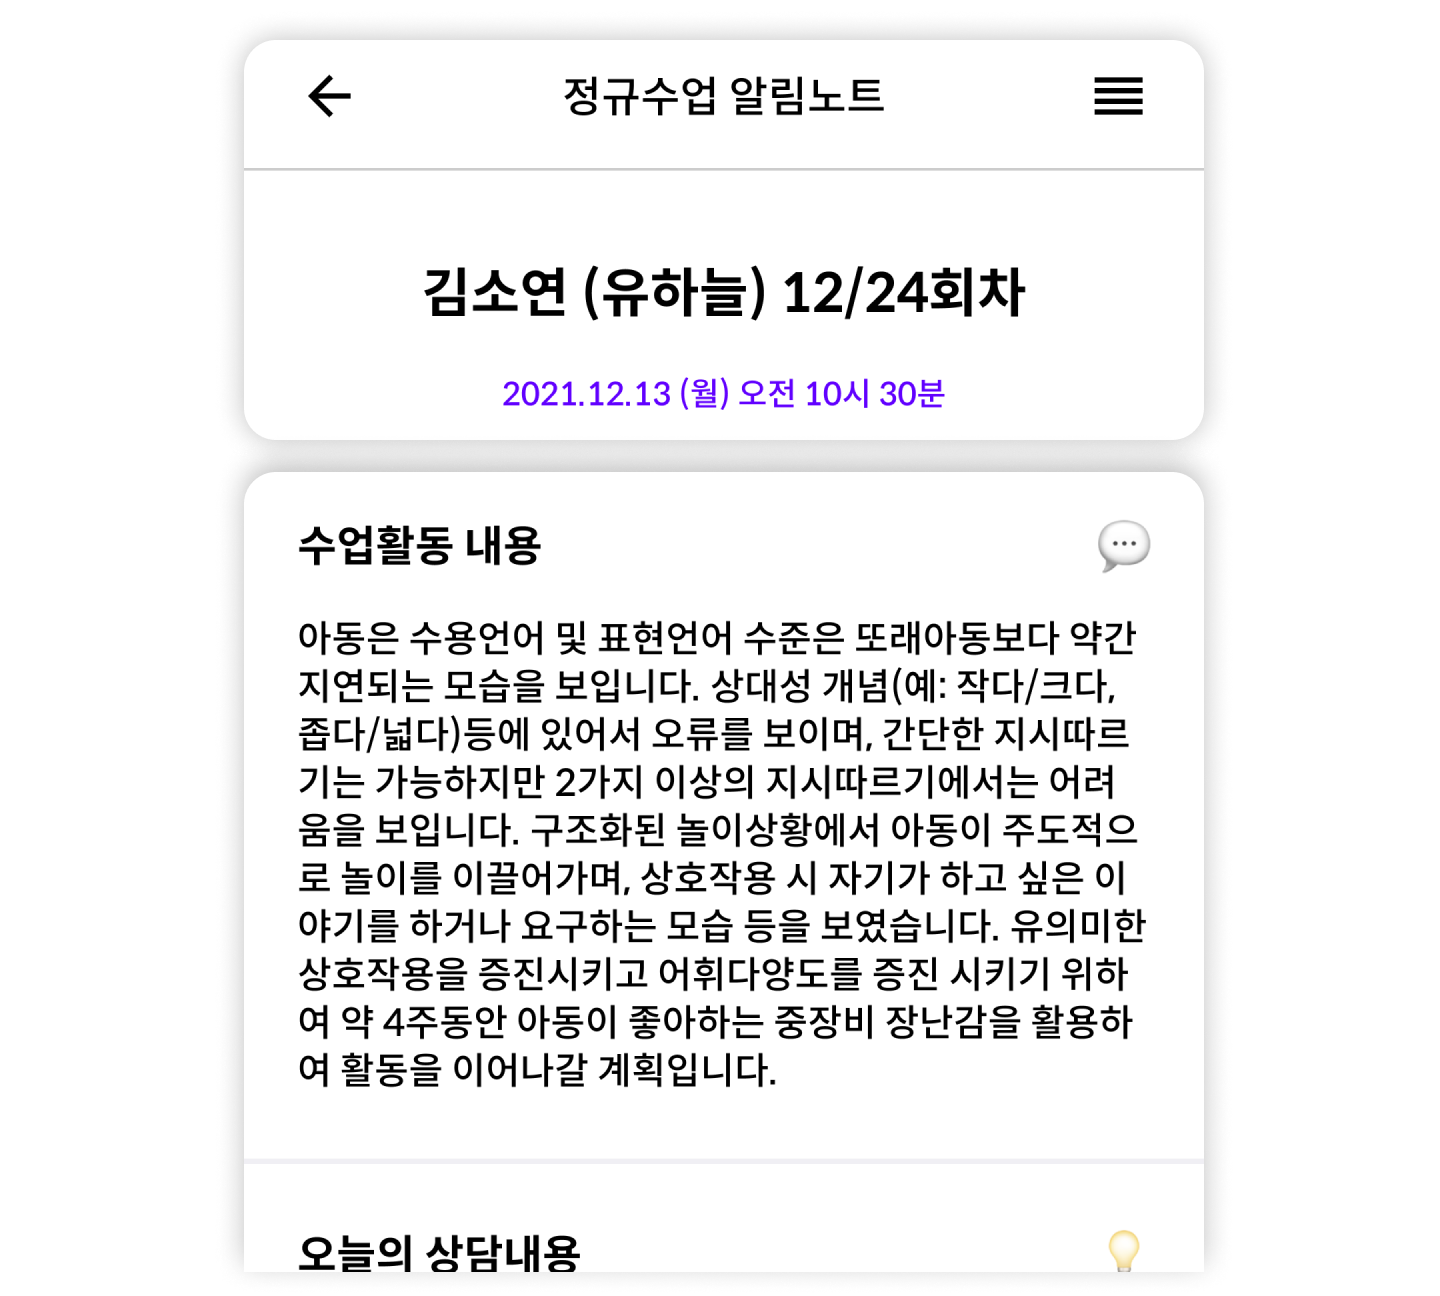 정규수업 알림노트
김소연 (유하늘) 12/24회차
2021.12.13 (월) 오전 10시 30분
수업활동 내용
아동은 수용언어 및 표현언어 수준은 또래아동보다 약간
지연되는 모습을 보입니다. 상대성 개념(예: 작다/크다,
좁다/넓다)등에 있어서 오류를 보이며, 간단한 지시따르
기는 가능하지만 2가지 이상의 지시따르기에서는 어려
움을 보입니다. 구조화된 놀이상황에서 아동이 주도적으
로 놀이를 이끌어가며, 상호작용 시 자기가 하고 싶은 이
야기를 하거나 요구하는 모습 등을 보였습니다. 유의미한
상호작용을 증진시키고 어휘다양도를 증진 시키기 위하
여 약 4주동안 아동이 좋아하는 중장비 장난감을 활용하
여 활동을 이어나갈 계획입니다.
오늘의 상담내용